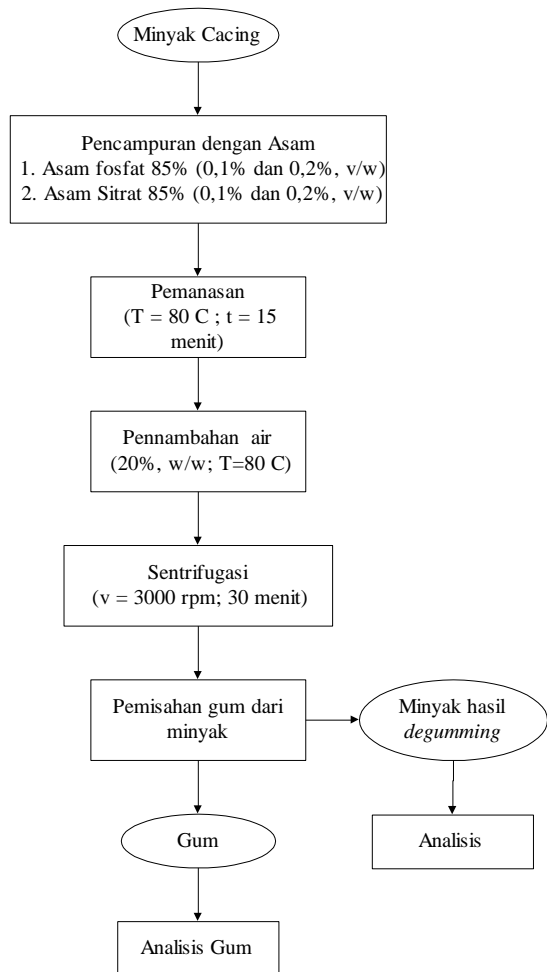 Minyak Cacing
Pencampuran dengan Asam
1. Asam fosfat 85% (0,1% dan 0,2%, v/w)
2. Asam Sitrat 85% (0,1% dan 0,2%, v/w)
Pemanasan
(T = 80 C ; t = 15
menit)
Pennambahan air
(20%, w/w; T=80 C)
Sentrifugasi
(v = 3000 rpm; 30 menit)
Pemisahan gum dari
minyak
Minyak hasil
degumming
Gum
Analisis
Analisis Gum